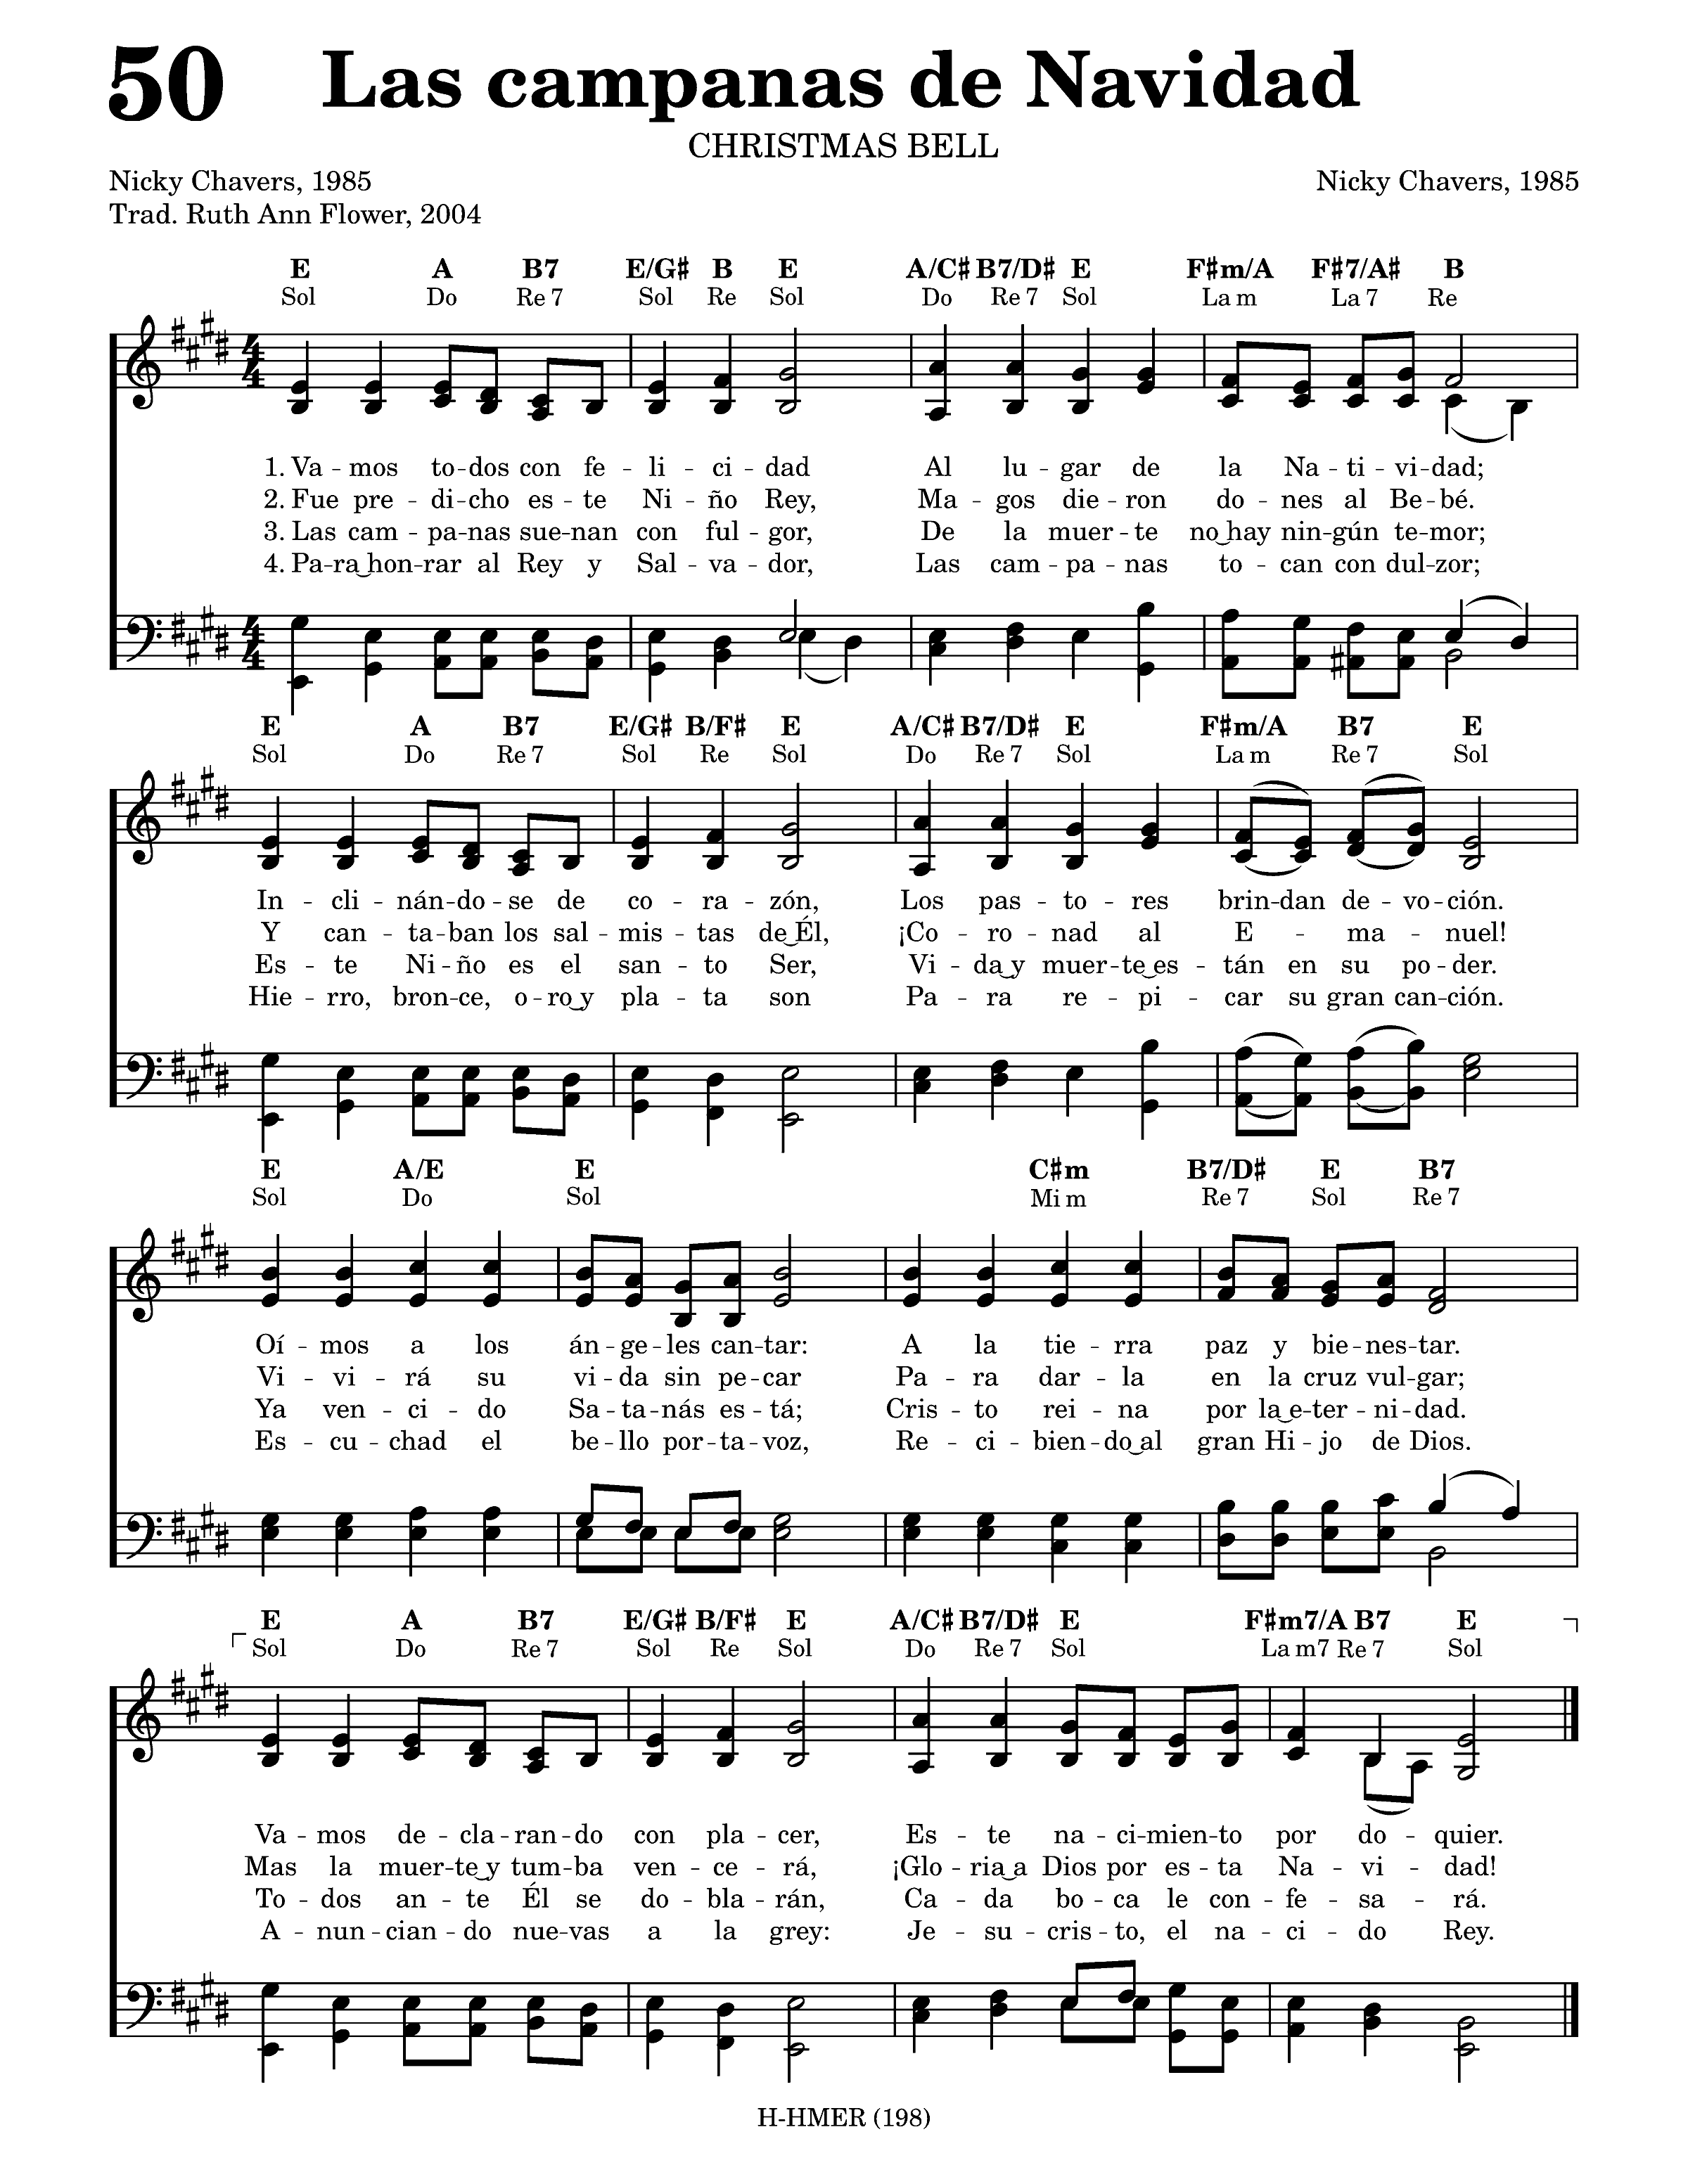 50 Las campanas de Navidad
CHRISTMAS BELL
Nicky Chavers, 1985 Nicky Chavers, 1985
Trad. Ruth Ann Flower, 2004
E A B7 E/G♯ B E A/C♯ B7/D♯ E F♯m/A F♯7/A♯ B
Sol Do Re 7 Sol Re Sol Do Re 7 Sol La m La 7 Re
1. Va -- mos to -- dos con fe -- li -- ci -- dad Al lu -- gar de la Na -- ti -- vi -- dad;
2. Fue pre -- di -- cho es -- te Ni -- ño Rey, Ma -- gos die -- ron do -- nes al Be -- bé.
3. Las cam -- pa -- nas sue -- nan con ful -- gor, De la muer -- te no‿hay nin -- gún te -- mor;
4. Pa -- ra‿hon -- rar al Rey y Sal -- va -- dor, Las cam -- pa -- nas to -- can con dul -- zor;
E A B7 E/G♯ B/F♯ E A/C♯ B7/D♯ E F♯m/A B7 E
Sol Do Re 7 Sol Re Sol Do Re 7 Sol La m Re 7 Sol
In -- cli -- nán -- do -- se de co -- ra -- zón, Los pas -- to -- res brin -- dan de -- vo -- ción.
Y can -- ta -- ban los sal -- mis -- tas de‿Él, ¡Co -- ro -- nad al E -- ma -- nuel!
Es -- te Ni -- ño es el san -- to Ser, Vi -- da‿y muer -- te‿es -- tán en su po -- der.
Hie -- rro, bron -- ce, o -- ro‿y pla -- ta son Pa -- ra re -- pi -- car su gran can -- ción.
E A/E E C♯m B7/D♯ E B7
Sol Do Sol Mi m Re 7 Sol Re 7
Oí -- mos a los án -- ge -- les can -- tar: A la tie -- rra paz y bie -- nes -- tar.
Vi -- vi -- rá su vi -- da sin pe -- car Pa -- ra dar -- la en la cruz vul -- gar;
Ya ven -- ci -- do Sa -- ta -- nás es -- tá; Cris -- to rei -- na por la‿e -- ter -- ni -- dad.
Es -- cu -- chad el be -- llo por -- ta -- voz, Re -- ci -- bien -- do‿al gran Hi -- jo de Dios.
E A B7 E/G♯ B/F♯ E A/C♯ B7/D♯ E F♯m7/A B7 E
Sol Do Re 7 Sol Re Sol Do Re 7 Sol La m7 Re 7 Sol
Va -- mos de -- cla -- ran -- do con pla -- cer, Es -- te na -- ci -- mien -- to por do -- quier.
Mas la muer -- te‿y tum -- ba ven -- ce -- rá, ¡Glo -- ria‿a Dios por es -- ta Na -- vi -- dad!
To -- dos an -- te Él se do -- bla -- rán, Ca -- da bo -- ca le con -- fe -- sa -- rá.
A -- nun -- cian -- do nue -- vas a la grey: Je -- su -- cris -- to, el na -- ci -- do Rey.
H-HMER (198)